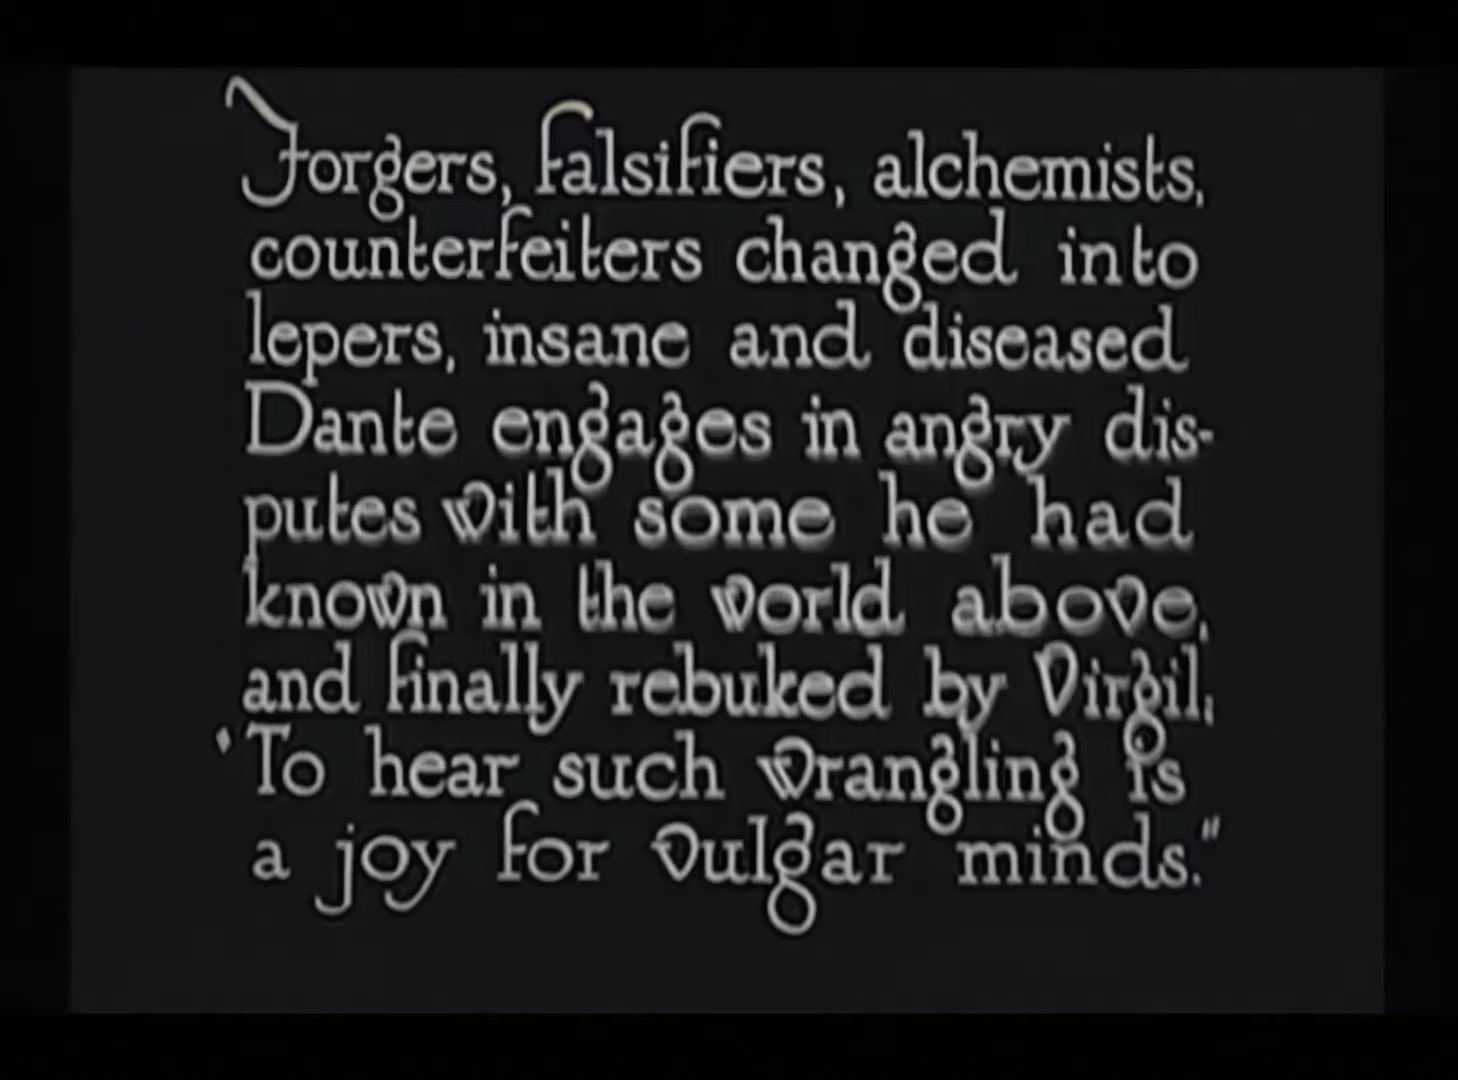 Forgers, falsifiers, alchemists,
counterfeiters changed into
lepers, insane and diseased
Dante engages in angry dis-
putes with some he had
known in the world above,
and finally rebuked by Virgil;
"To hear such wrangling is
a joy for vulgar minds."